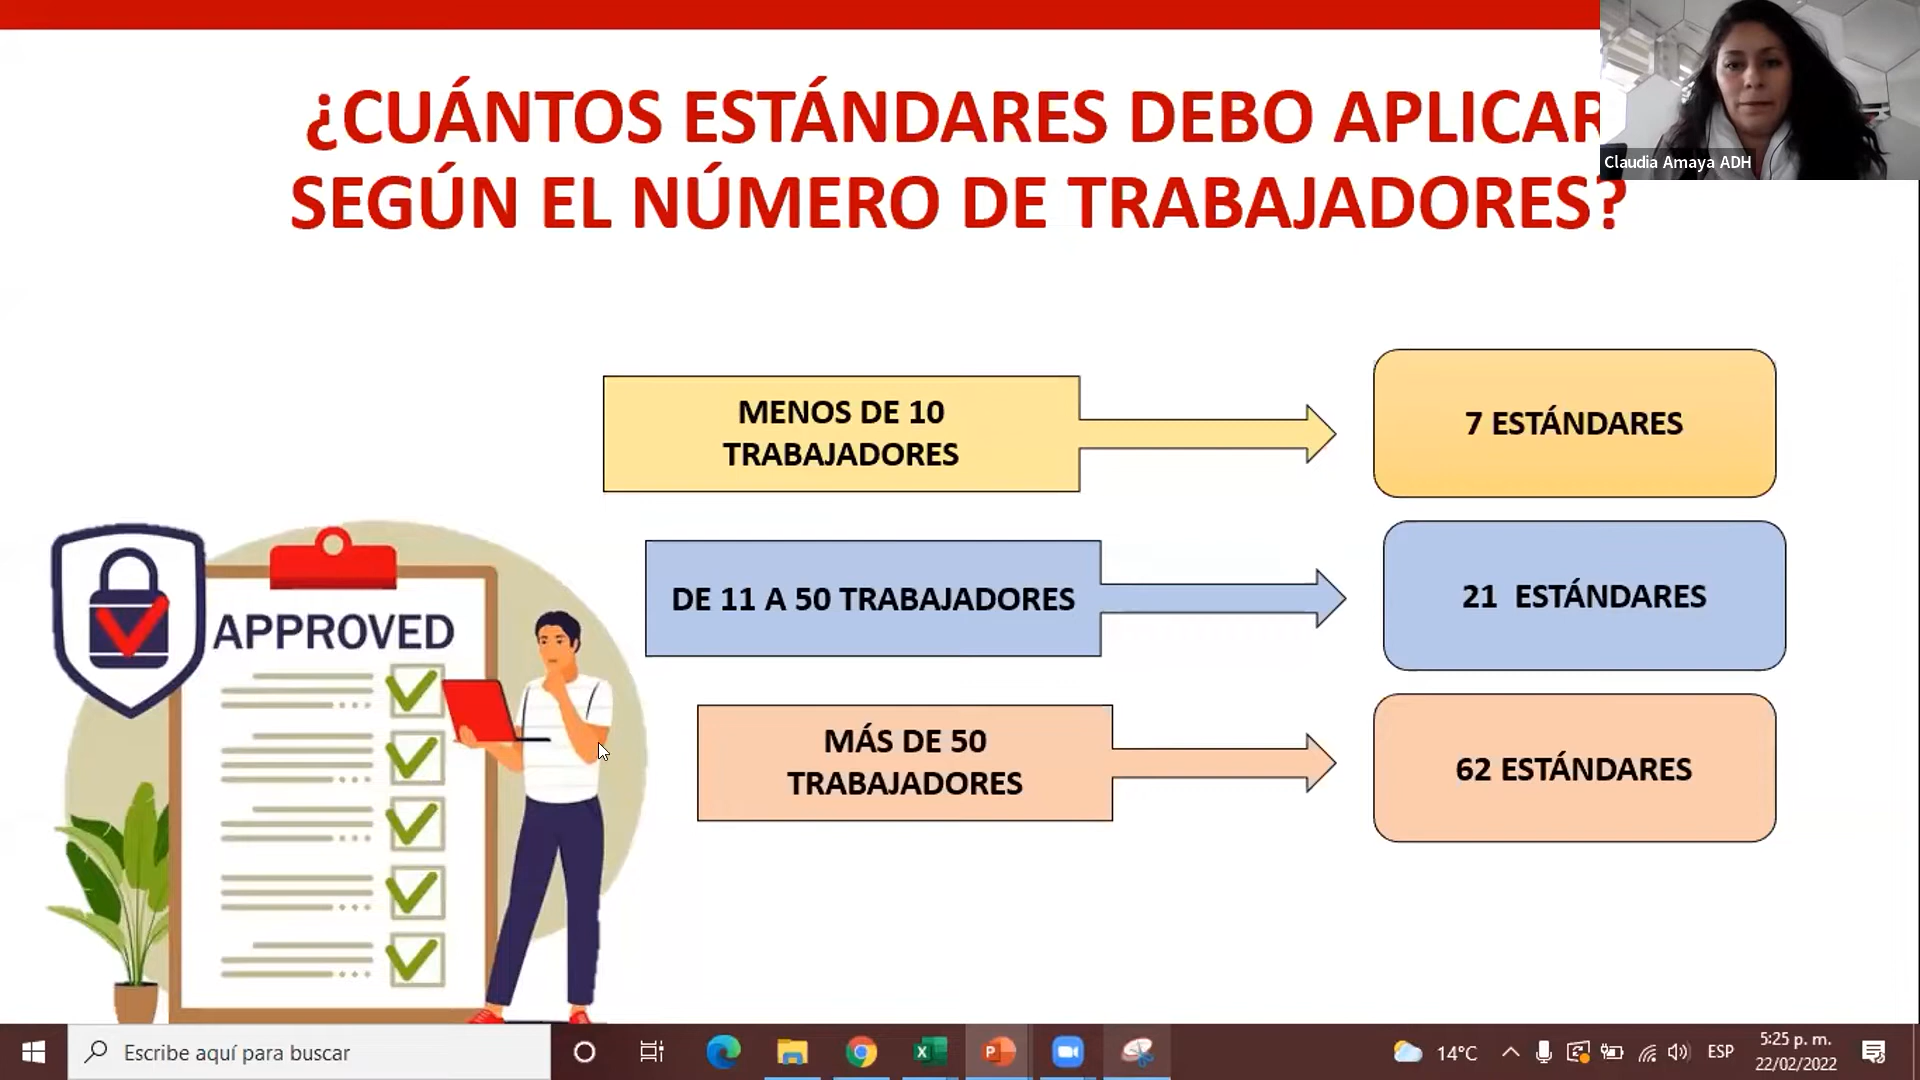 ¿CUÁNTOS ESTÁNDARES DEBO APLICAR
SEGÚN EL NÚMERO DE TRABAJADORES?
Claudia Amaya ADH
MENOS DE 10
TRABAJADORES
7 ESTÁNDARES
DE 11 A 50 TRABAJADORES
21 ESTÁNDARES
MÁS DE 50
TRABAJADORES
62 ESTÁNDARES
APPROVED
Escribe aquí para buscar
14°C
ESP
5:25 p. m.
22/02/2022